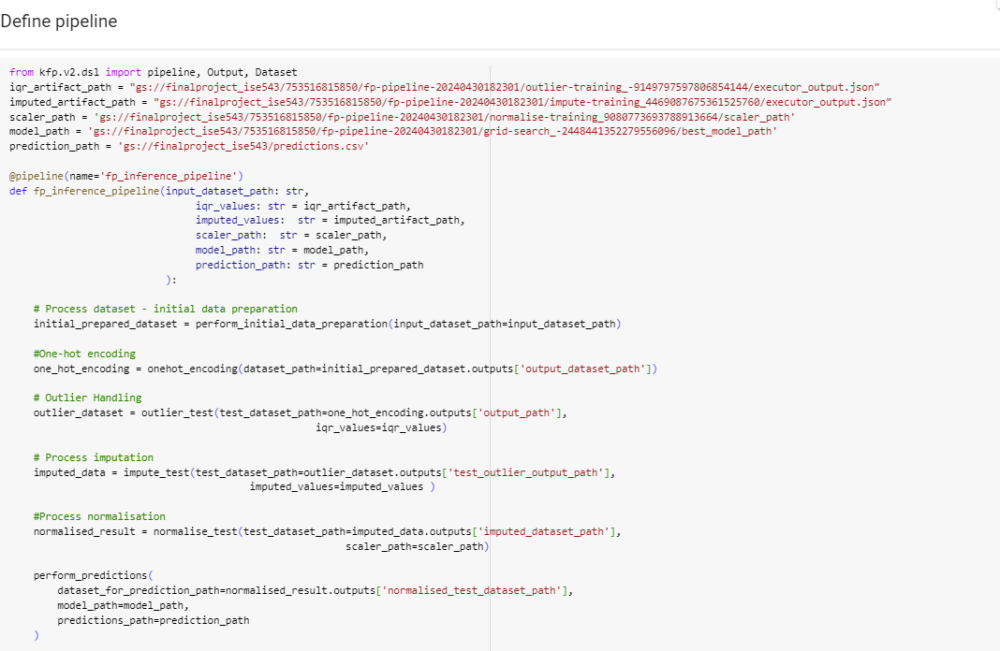 Define pipeline
from kfp.v2.dsl import pipeline, Output, Dataset
iqr_artifact_path = "gs://finalproject_ise543/753516815850/fp-pipeline-20240430182301/outlier-training_-9149797597806854144/executor_output.json"
imputed_artifact_path = "gs://finalproject_ise543/753516815850/fp-pipeline-20240430182301/impute-training_4469087675361525760/executor_output.json"
scaler_path = 'gs://finalproject_ise543/753516815850/fp-pipeline-20240430182301/normalise-training_9080773693788913664/scaler_path'
model_path = 'gs://finalproject_ise543/753516815850/fp-pipeline-20240430182301/grid-search_-2448441352279556096/best_model_path'
prediction_path = 'gs://finalproject_ise543/predictions.csv'
@pipeline(name='fp_inference_pipeline')
def fp_inference_pipeline(input_dataset_path: str,
iqr_values: str = iqr_artifact_path,
imputed_values:  str = imputed_artifact_path,
scaler_path:  str = scaler_path,
model_path: str = model_path,
prediction_path: str = prediction_path
):
# Process dataset - initial data preparation
initial_prepared_dataset = perform_initial_data_preparation(input_dataset_path=input_dataset_path)
#One-hot encoding
one_hot_encoding = onehot_encoding(dataset_path=initial_prepared_dataset.outputs['output_dataset_path'])
# Outlier Handling
outlier_dataset = outlier_test(test_dataset_path=one_hot_encoding.outputs['output_path'],
iqr_values=iqr_values)
# Process imputation
imputed_data = impute_test(test_dataset_path=outlier_dataset.outputs['test_outlier_output_path'],
imputed_values=imputed_values )
#Process normalisation
normalised_result = normalise_test(test_dataset_path=imputed_data.outputs['imputed_dataset_path'],
scaler_path=scaler_path)
perform_predictions(
dataset_for_prediction_path=normalised_result.outputs['normalised_test_dataset_path'],
model_path=model_path,
predictions_path=prediction_path
)